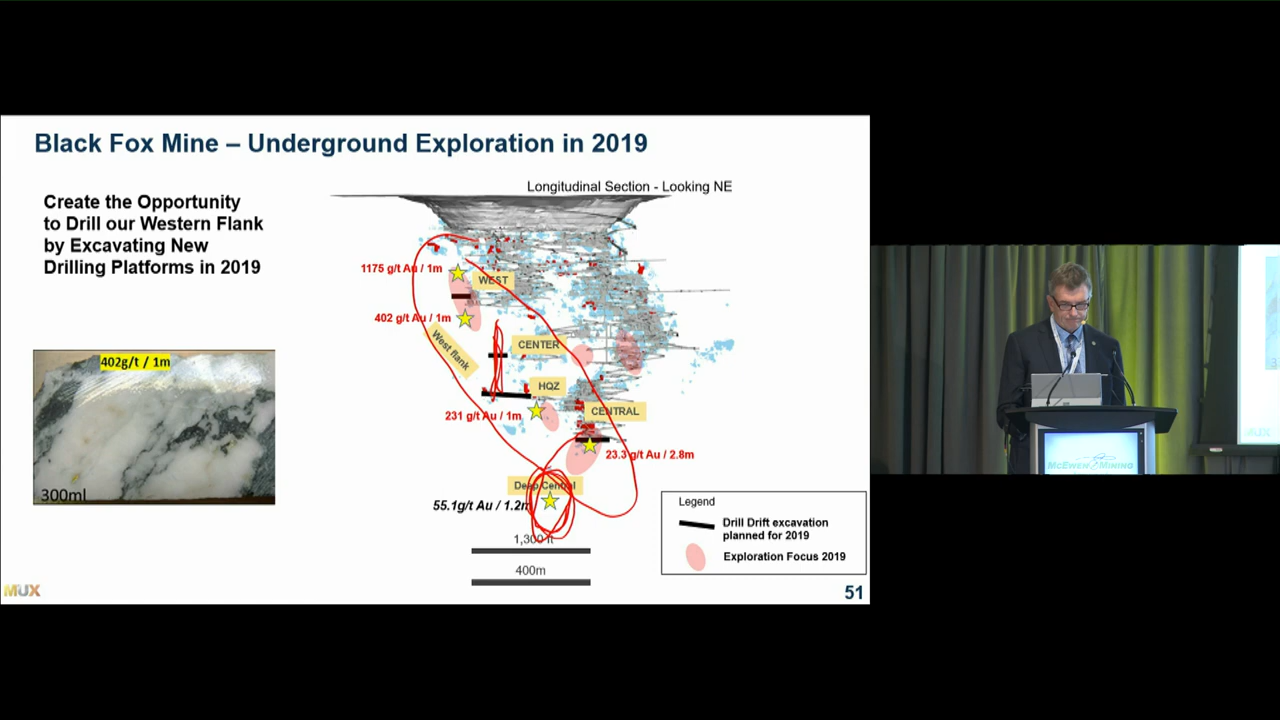 Black Fox Mine – Underground Exploration in 2019
Longitudinal Section - Looking NE
Create the Opportunity
to Drill our Western Flank
by Excavating New
Drilling Platforms in 2019
1175 g/t Au / 1m
WEST
402 g/t Au / 1m
West flank
CENTER
HQZ
231 g/t Au / 1m
CENTRAL
23.3 g/t Au / 2.8m
Deep Central
55.1g/t Au / 1.2m
1,300 ft
400m
402g/t / 1m
300ml
Legend
Drill Drift excavation
planned for 2019
Exploration Focus 2019
MUX
51
McEWEN MINING
MUX